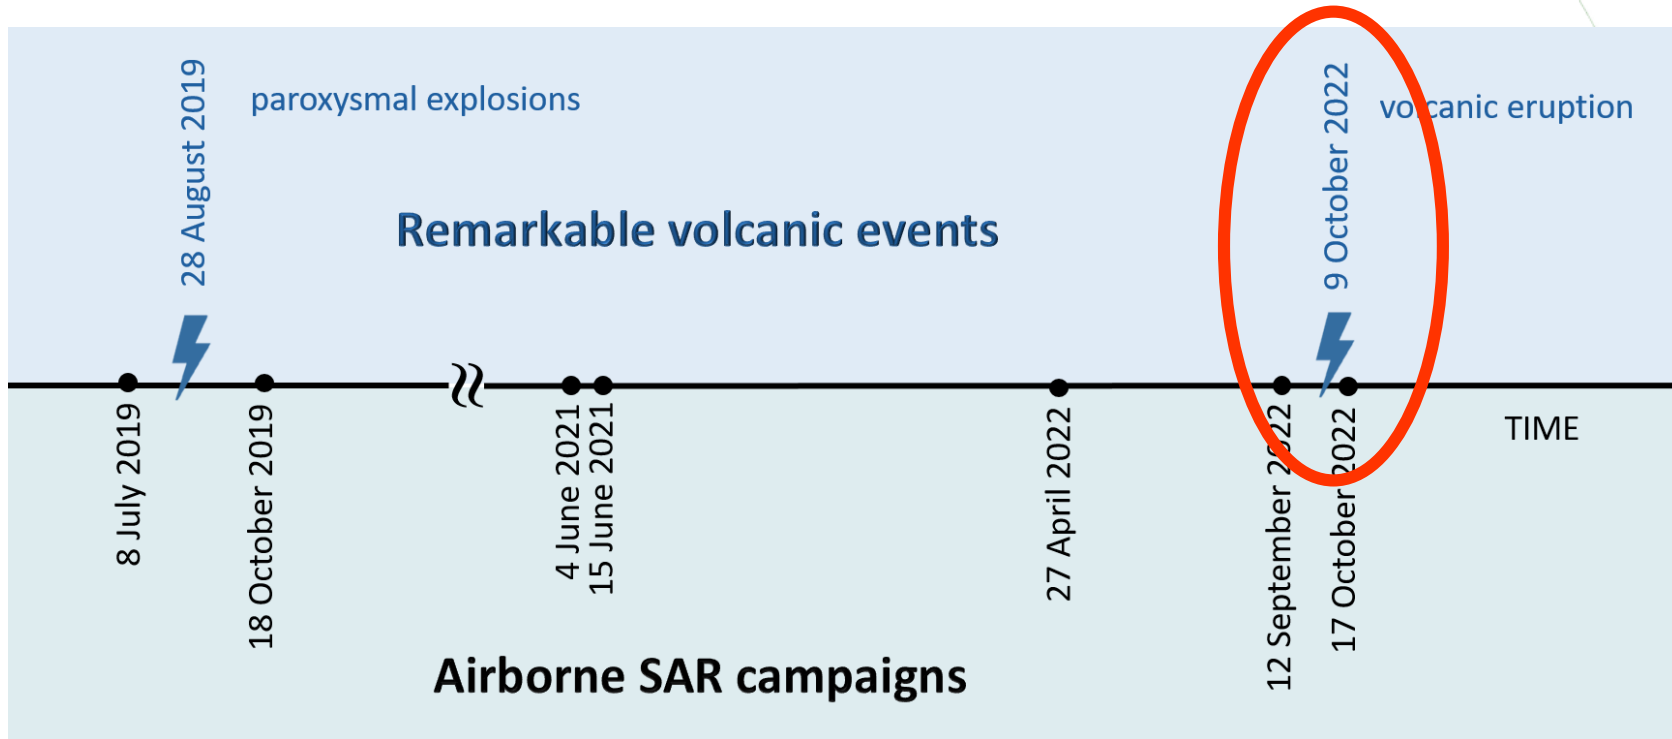 28 August 2019
paroxysmal explosions
9 October 2022
volcanic eruption
Remarkable volcanic events
TIME
8 July 2019
18 October 2019
4 June 2021
15 June 2021
27 April 2022
12 September 2022
17 October 2022
Airborne SAR campaigns